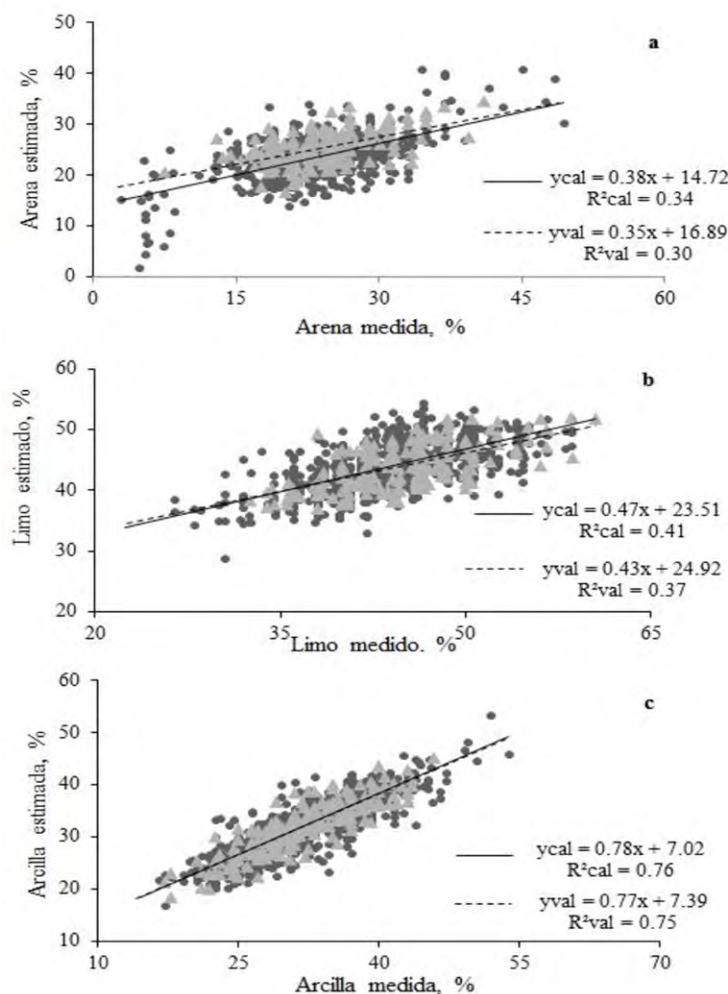 a
50
40
30
20
10
0
Arena estimada, %
ycal = 0.38x + 14.72
R²cal = 0.34
yval = 0.35x + 16.89
R²val = 0.30
0 15 30 45 60
Arena medida, %
b
60
50
40
30
20
Limo estimado, %
ycal = 0.47x + 23.51
R²cal = 0.41
yval = 0.43x + 24.92
R²val = 0.37
20 35 50 65
Limo medido. %
c
60
50
40
30
20
10
Arcilla estimada, %
ycal = 0.78x + 7.02
R²cal = 0.76
yval = 0.77x + 7.39
R²val = 0.75
10 25 40 55 70
Arcilla medida, %